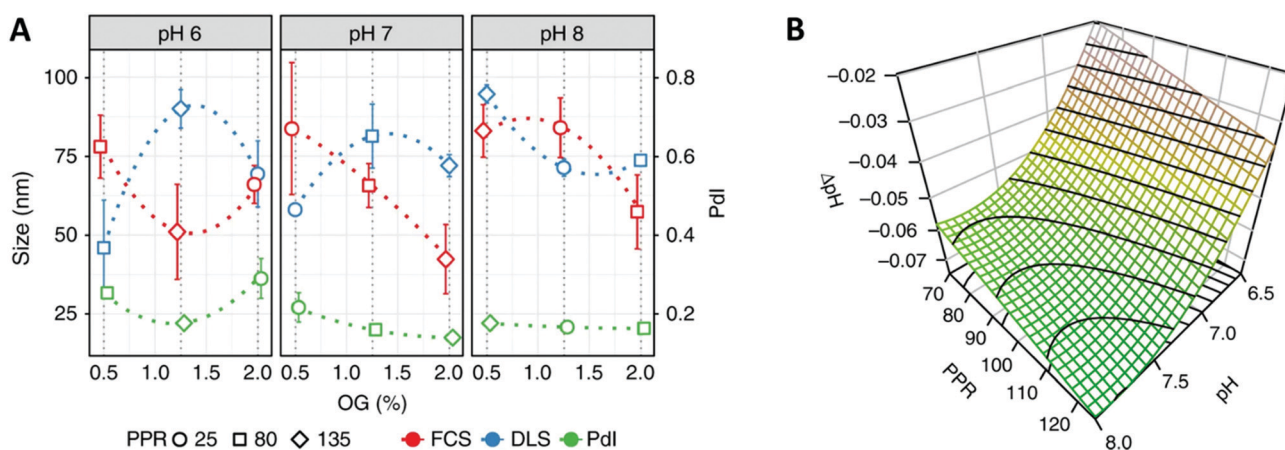 A
pH 6 pH 7 pH 8
100
75
50
25
Size (nm)
0.8
0.6
0.4
0.2
PdI
0.5 1.0 1.5 2.0 0.5 1.0 1.5 2.0 0.5 1.0 1.5 2.0
OG (%)
PPR 25 80 135 FCS DLS PdI
B
−0.02
−0.03
−0.04
−0.05
−0.06
−0.07
ΔpH
70
80
90
100
110
120
PPR
6.5
7.0
7.5
8.0
pH